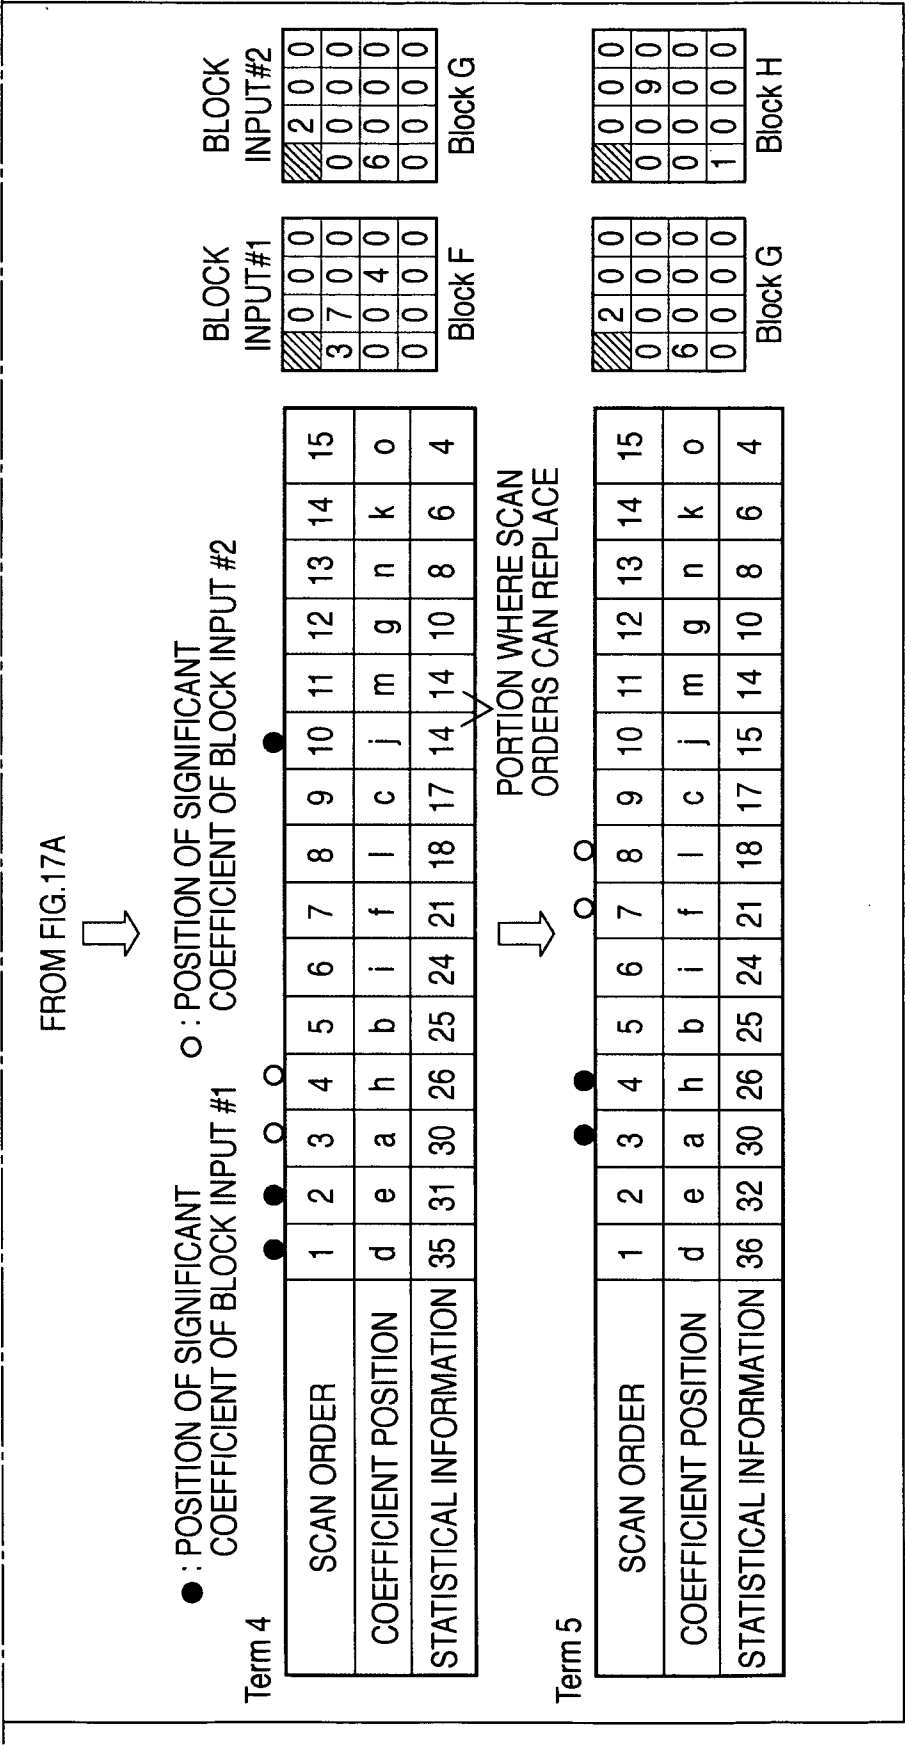 FROM FIG.17A
● : POSITION OF SIGNIFICANT
COEFFICIENT OF BLOCK INPUT #1
○ : POSITION OF SIGNIFICANT
COEFFICIENT OF BLOCK INPUT #2
BLOCK
INPUT#1
BLOCK
INPUT#2
Term 4
SCAN ORDER 1 2 3 4 5 6 7 8 9 10 11 12 13 14 15
COEFFICIENT POSITION d e a h b i f l c j m g n k o
STATISTICAL INFORMATION 35 31 30 26 25 24 21 18 17 14 14 10 8 6 4
0 0 0
3 7 0 0
0 0 4 0
0 0 0 0
Block F
2 0 0
0 0 0 0
6 0 0 0
0 0 0 0
Block G
PORTION WHERE SCAN
ORDERS CAN REPLACE
Term 5
SCAN ORDER 1 2 3 4 5 6 7 8 9 10 11 12 13 14 15
COEFFICIENT POSITION d e a h b i f l c j m g n k o
STATISTICAL INFORMATION 36 32 30 26 25 24 21 18 17 15 14 10 8 6 4
2 0 0
0 0 0 0
6 0 0 0
0 0 0 0
Block G
0 0 0
0 0 9 0
0 0 0 0
1 0 0 0
Block H